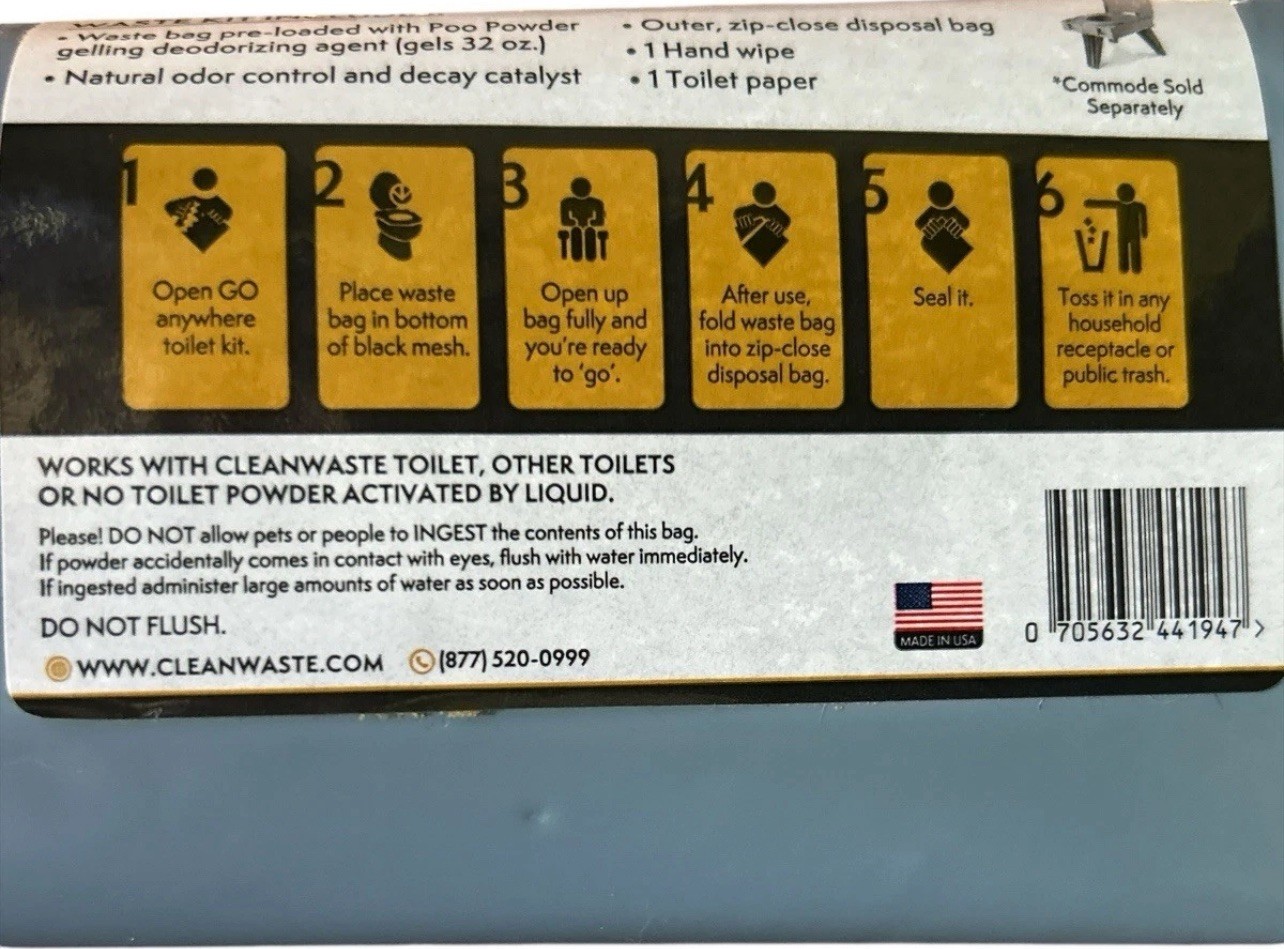 WASTE KIT INCLUDES
• Waste bag pre-loaded with Poo Powder
gelling deodorizing agent (gels 32 oz.)
• Natural odor control and decay catalyst
• Outer, zip-close disposal bag
• 1 Hand wipe
• 1 Toilet paper
*Commode Sold
Separately
1
Open GO
anywhere
toilet kit.
2
Place waste
bag in bottom
of black mesh.
3
Open up
bag fully and
you're ready
to 'go'.
4
After use,
fold waste bag
into zip-close
disposal bag.
5
Seal it.
6
Toss it in any
household
receptacle or
public trash.
WORKS WITH CLEANWASTE TOILET, OTHER TOILETS
OR NO TOILET POWDER ACTIVATED BY LIQUID.
Please! DO NOT allow pets or people to INGEST the contents of this bag.
If powder accidentally comes in contact with eyes, flush with water immediately.
If ingested administer large amounts of water as soon as possible.
DO NOT FLUSH.
WWW.CLEANWASTE.COM (877) 520-0999
MADE IN USA
0 705632 441947 >